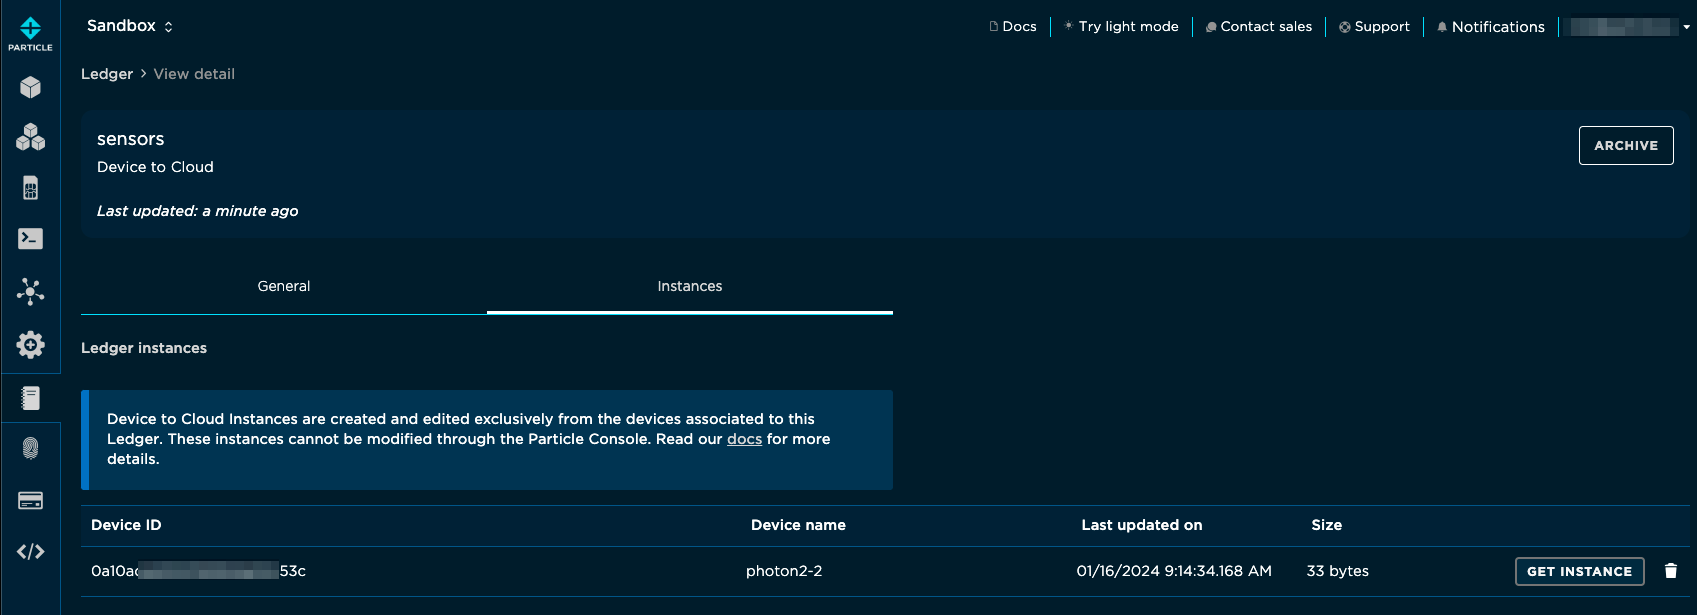 PARTICLE
Sandbox
Docs
Try light mode
Contact sales
Support
Notifications
Ledger > View detail
sensors
Device to Cloud
Last updated: a minute ago
ARCHIVE
General
Instances
Ledger instances
Device to Cloud Instances are created and edited exclusively from the devices associated to this
Ledger. These instances cannot be modified through the Particle Console. Read our docs for more
details.
Device ID Device name Last updated on Size
0a10a 53c photon2-2 01/16/2024 9:14:34.168 AM 33 bytes GET INSTANCE